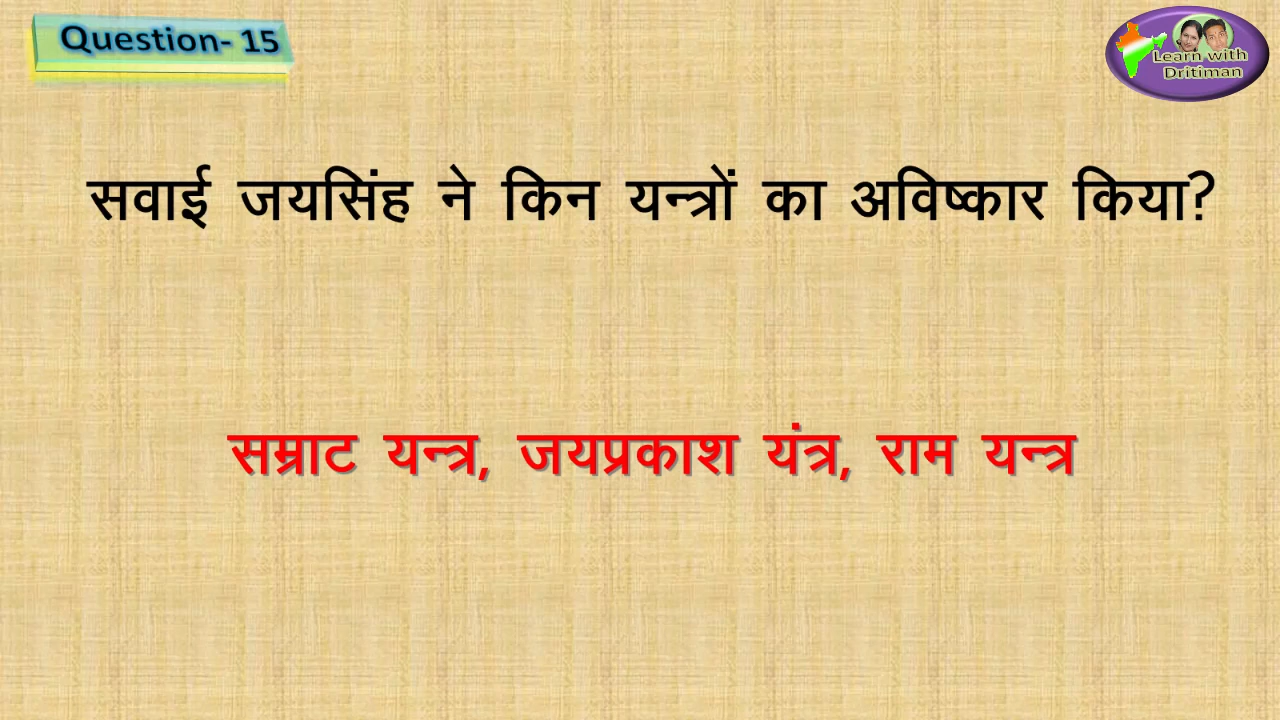 Question- 15
Learn with
Dritiman
सवाई जयसिंह ने किन यन्त्रों का अविष्कार किया?
सम्राट यन्त्र, जयप्रकाश यंत्र, राम यन्त्र